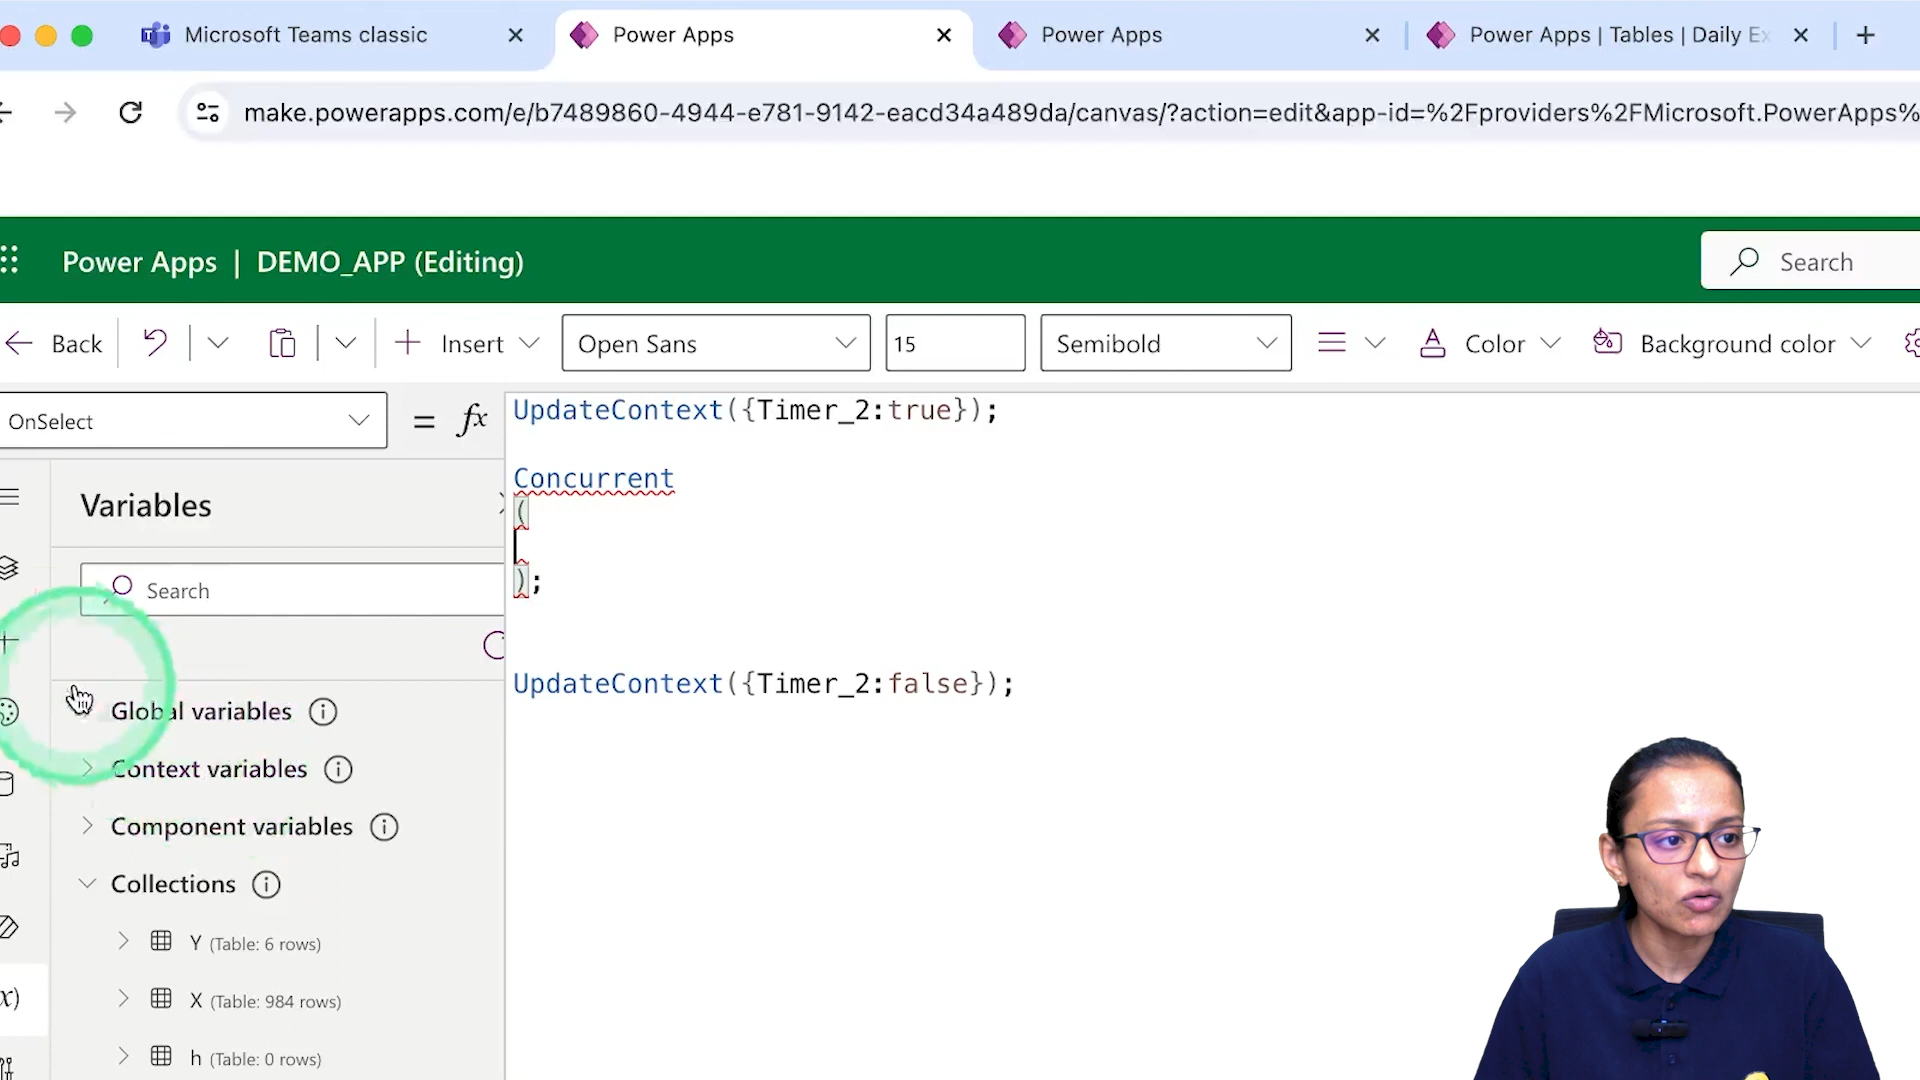 Microsoft Teams classic
Power Apps
Power Apps
Power Apps | Tables | Daily Ex
make.powerapps.com/e/b7489860-4944-e781-9142-eacd34a489da/canvas/?action=edit&app-id=%2Fproviders%2FMicrosoft.PowerApps%
Power Apps | DEMO_APP (Editing)
Search
Back
Insert
Open Sans
15
Semibold
Color
Background color
OnSelect
= fx
UpdateContext({Timer_2:true});
Concurrent
(
);
UpdateContext({Timer_2:false});
Variables
Search
Global variables
Context variables
Component variables
Collections
Y (Table: 6 rows)
X (Table: 984 rows)
h (Table: 0 rows)